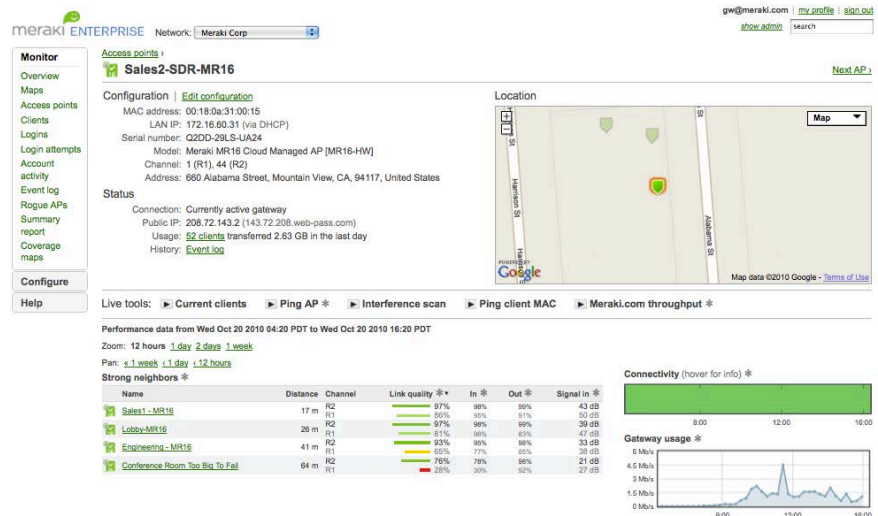 gw@meraki.com | my profile | sign out
meraki ENTERPRISE Network: Meraki Corp
show admin search
Monitor
Overview
Maps
Access points
Clients
Logins
Login attempts
Account
activity
Event log
Rogue APs
Summary
report
Coverage
maps
Configure
Help
Access points ›
Sales2-SDR-MR16
Next AP ›
Configuration | Edit configuration
MAC address: 00:18:0a:31:00:15
LAN IP: 172.16.60.31 (via DHCP)
Serial number: Q2DD-29LS-UA24
Model: Meraki MR16 Cloud Managed AP [MR16-HW]
Channel: 1 (R1), 44 (R2)
Address: 660 Alabama Street, Mountain View, CA, 94117, United States
Status
Connection: Currently active gateway
Public IP: 208.72.143.2 (143.72.208.web-pass.com)
Usage: 52 clients transferred 2.63 GB in the last day
History: Event log
Location
Map
Harrison St
Alabama St
POWERED BY
Google
Map data ©2010 Google - Terms of Use
Live tools: Current clients Ping AP Interference scan Ping client MAC Meraki.com throughput
Performance data from Wed Oct 20 2010 04:20 PDT to Wed Oct 20 2010 16:20 PDT
Zoom: 12 hours 1 day 2 days 1 week
Pan: « 1 week ‹ 1 day ‹ 12 hours
Strong neighbors
Name Distance Channel Link quality In Out Signal in
Sales1 - MR16 17 m R2 97% 98% 99% 43 dB
R1 86% 95% 91% 50 dB
Lobby-MR16 26 m R2 97% 98% 99% 39 dB
R1 81% 98% 83% 47 dB
Engineering - MR16 41 m R2 93% 95% 98% 33 dB
R1 65% 77% 85% 38 dB
Conference Room Too Big To Fail 64 m R2 76% 78% 98% 21 dB
R1 28% 30% 92% 27 dB
Connectivity (hover for info)
8:00 12:00 16:00
Gateway usage
6 Mb/s
4.5 Mb/s
3 Mb/s
1.5 Mb/s
0 Mb/s
8:00 12:00 16:00